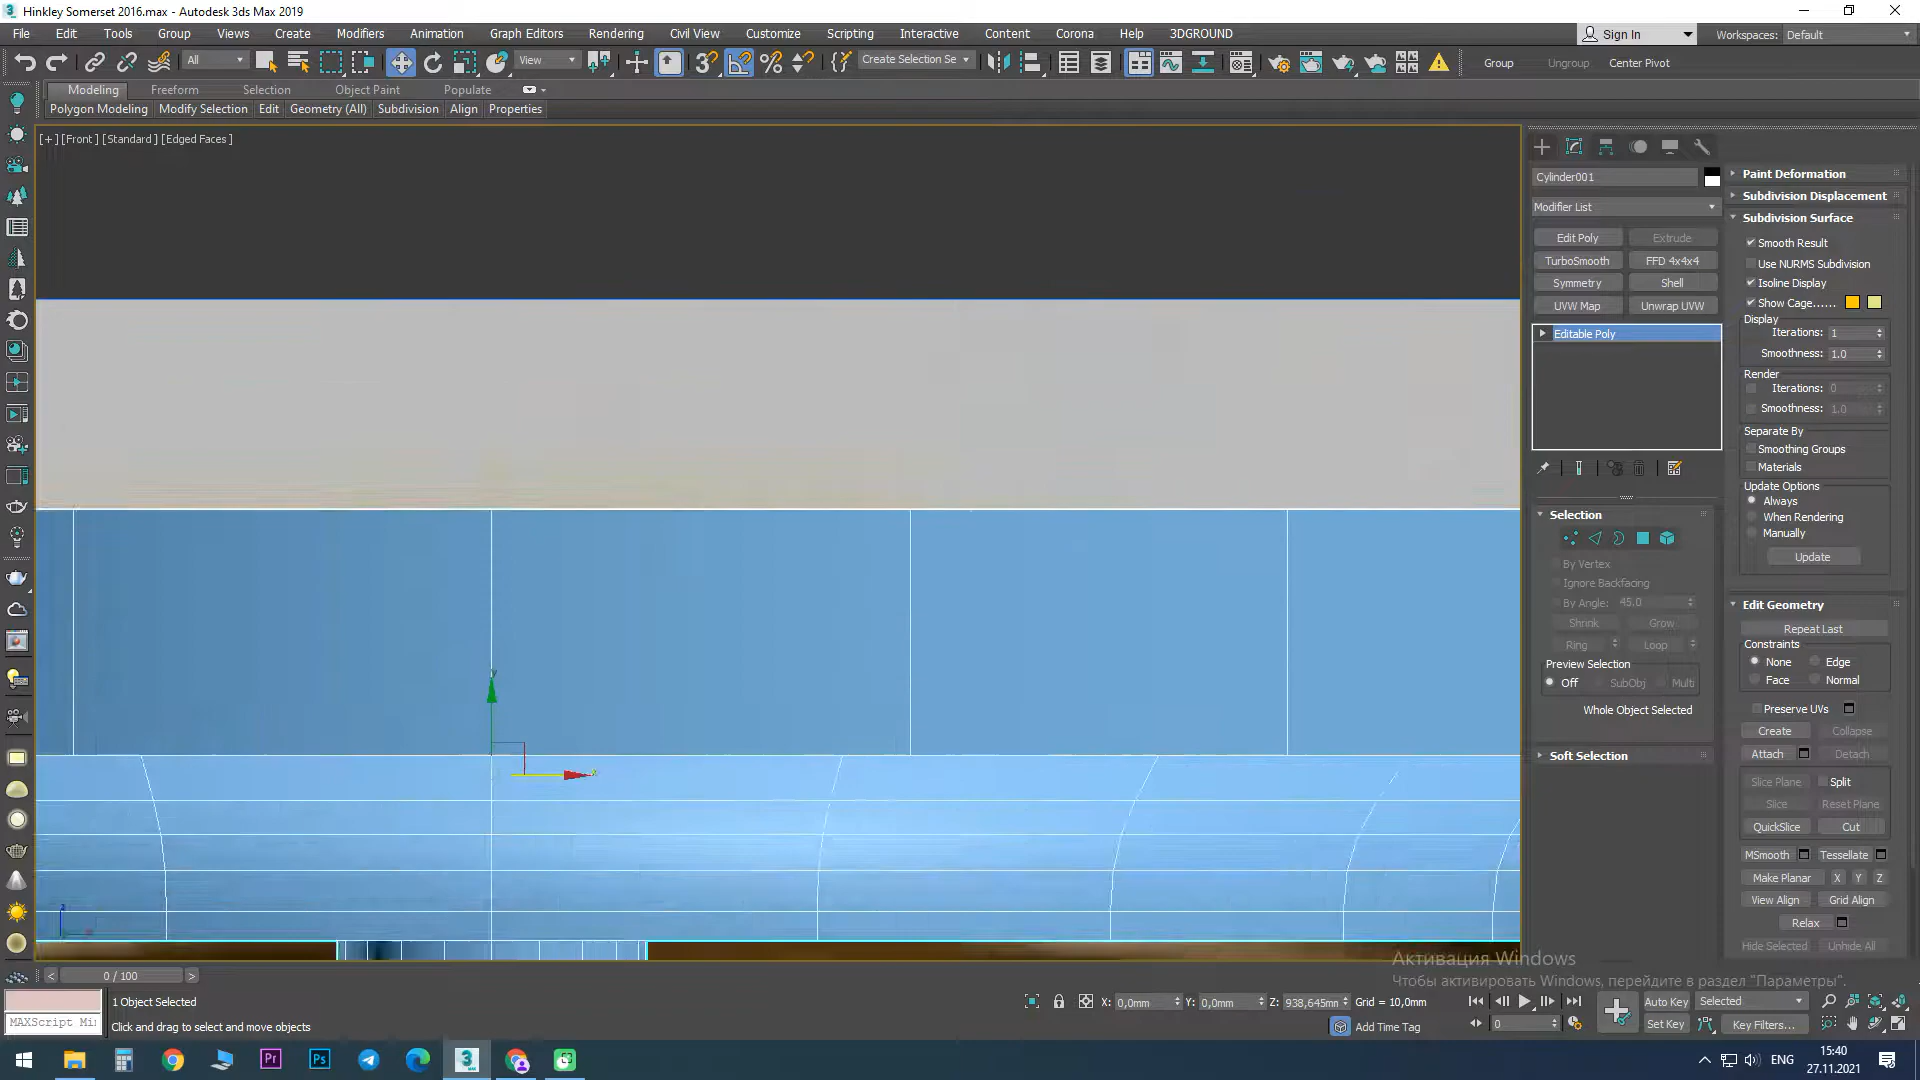 Hinkley Somerset 2016.max - Autodesk 3ds Max 2019
File Edit Tools Group Views Create Modifiers Animation Graph Editors Rendering Civil View Customize Scripting Interactive Content Corona Help 3DGROUND
Sign In
Workspaces: Default
All
View
Create Selection Se
Group Ungroup Center Pivot
Modeling Freeform Selection Object Paint Populate
Polygon Modeling Modify Selection Edit Geometry (All) Subdivision Align Properties
[+] [Front] [Standard] [Edged Faces]
Cylinder001
Modifier List
Edit Poly Extrude
TurboSmooth FFD 4x4x4
Symmetry Shell
UVW Map Unwrap UVW
Editable Poly
Selection
By Vertex
Ignore Backfacing
By Angle: 45.0
Shrink Grow
Ring Loop
Preview Selection
Off SubObj Multi
Whole Object Selected
Soft Selection
Paint Deformation
Subdivision Displacement
Subdivision Surface
Smooth Result
Use NURMS Subdivision
Isoline Display
Show Cage......
Display
Iterations: 1
Smoothness: 1.0
Render
Iterations: 0
Smoothness: 1.0
Separate By
Smoothing Groups
Materials
Update Options
Always
When Rendering
Manually
Update
Edit Geometry
Repeat Last
Constraints
None Edge
Face Normal
Preserve UVs
Create Collapse
Attach Detach
Slice Plane Split
Slice Reset Plane
QuickSlice Cut
MSmooth Tessellate
Make Planar X Y Z
View Align Grid Align
Relax
Hide Selected Unhide All
Активация Windows
Чтобы активировать Windows, перейдите в раздел "Параметры".
y
x
z
< 0 / 100 >
1 Object Selected
MAXScript Mi
Click and drag to select and move objects
X: 0,0mm Y: 0,0mm Z: 938,645mm Grid = 10,0mm
Add Time Tag
0
Auto Key Selected
Set Key Key Filters...
Pr Ps 3
ENG
15:40
27.11.2021